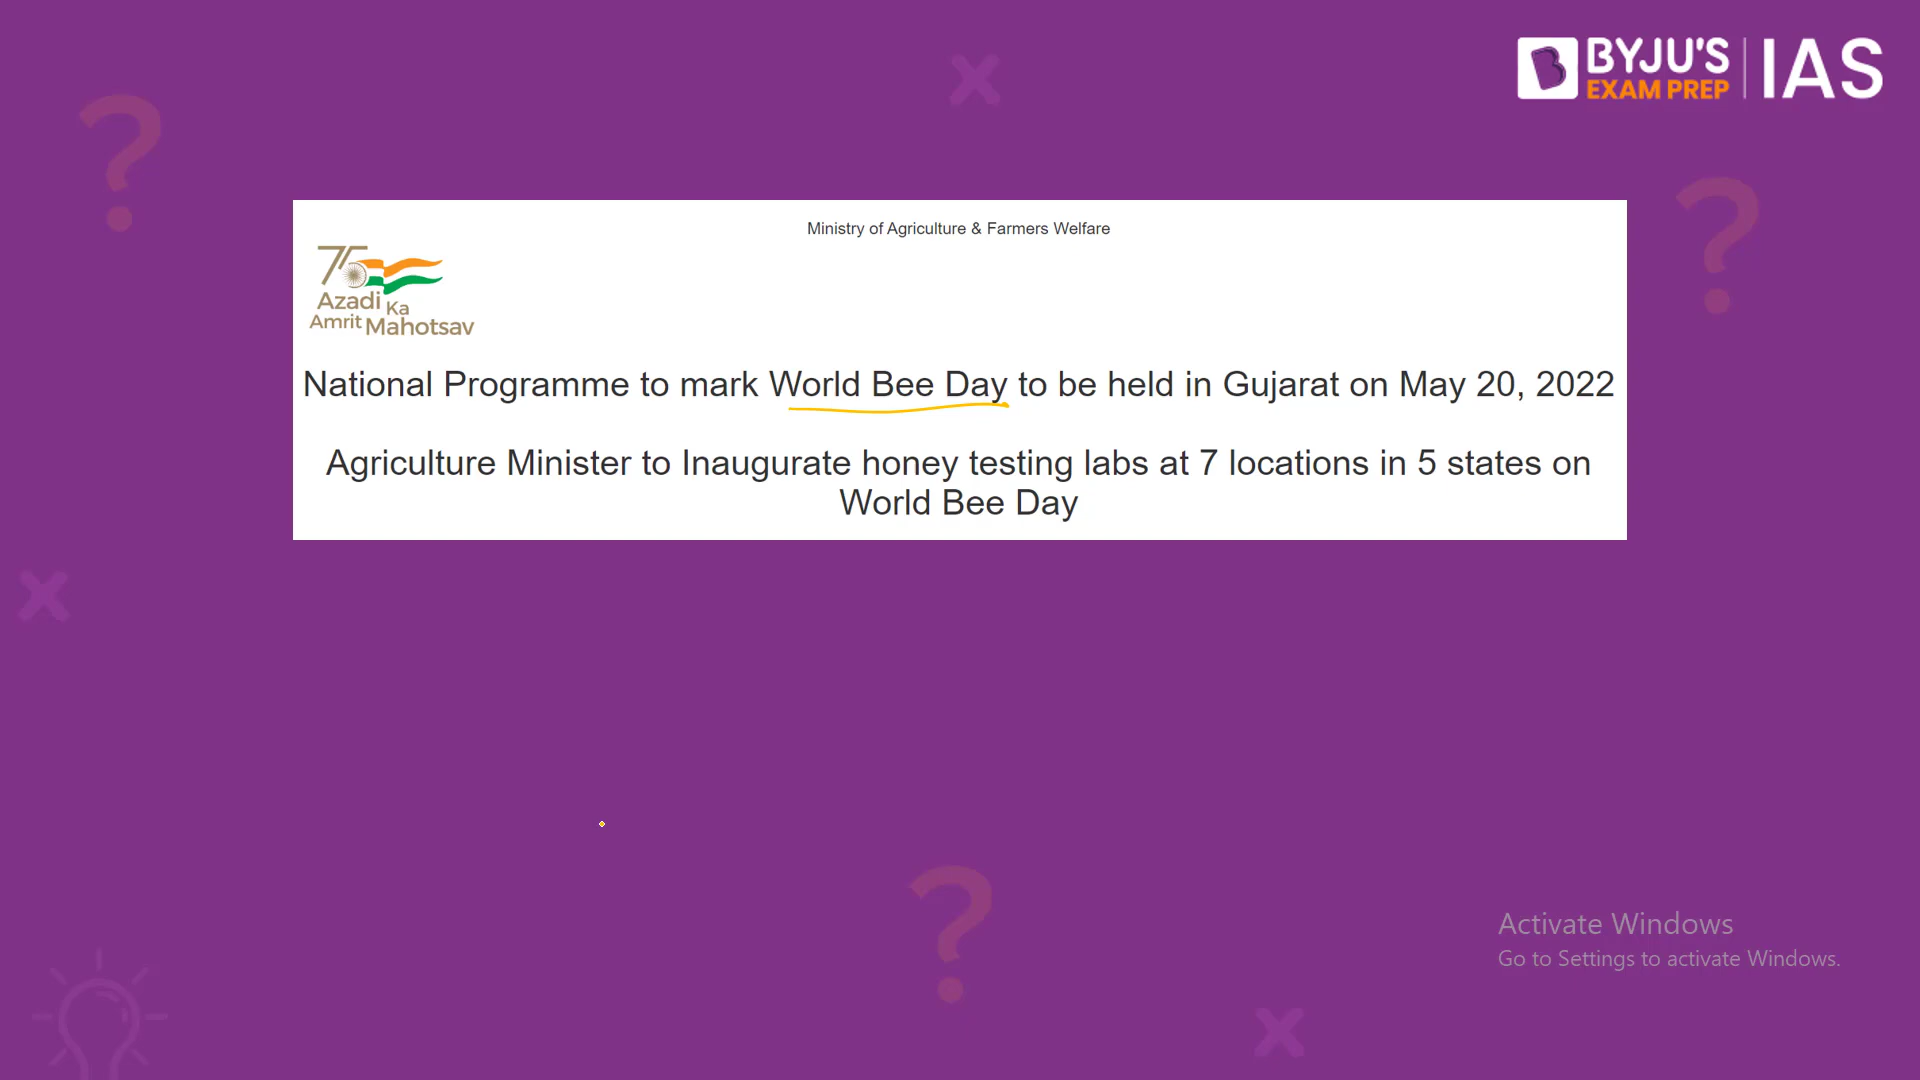 BYJU'S
EXAM PREP
IAS
Ministry of Agriculture & Farmers Welfare
75
Azadi Ka
Amrit Mahotsav
National Programme to mark World Bee Day to be held in Gujarat on May 20, 2022
Agriculture Minister to Inaugurate honey testing labs at 7 locations in 5 states on
World Bee Day
Activate Windows
Go to Settings to activate Windows.